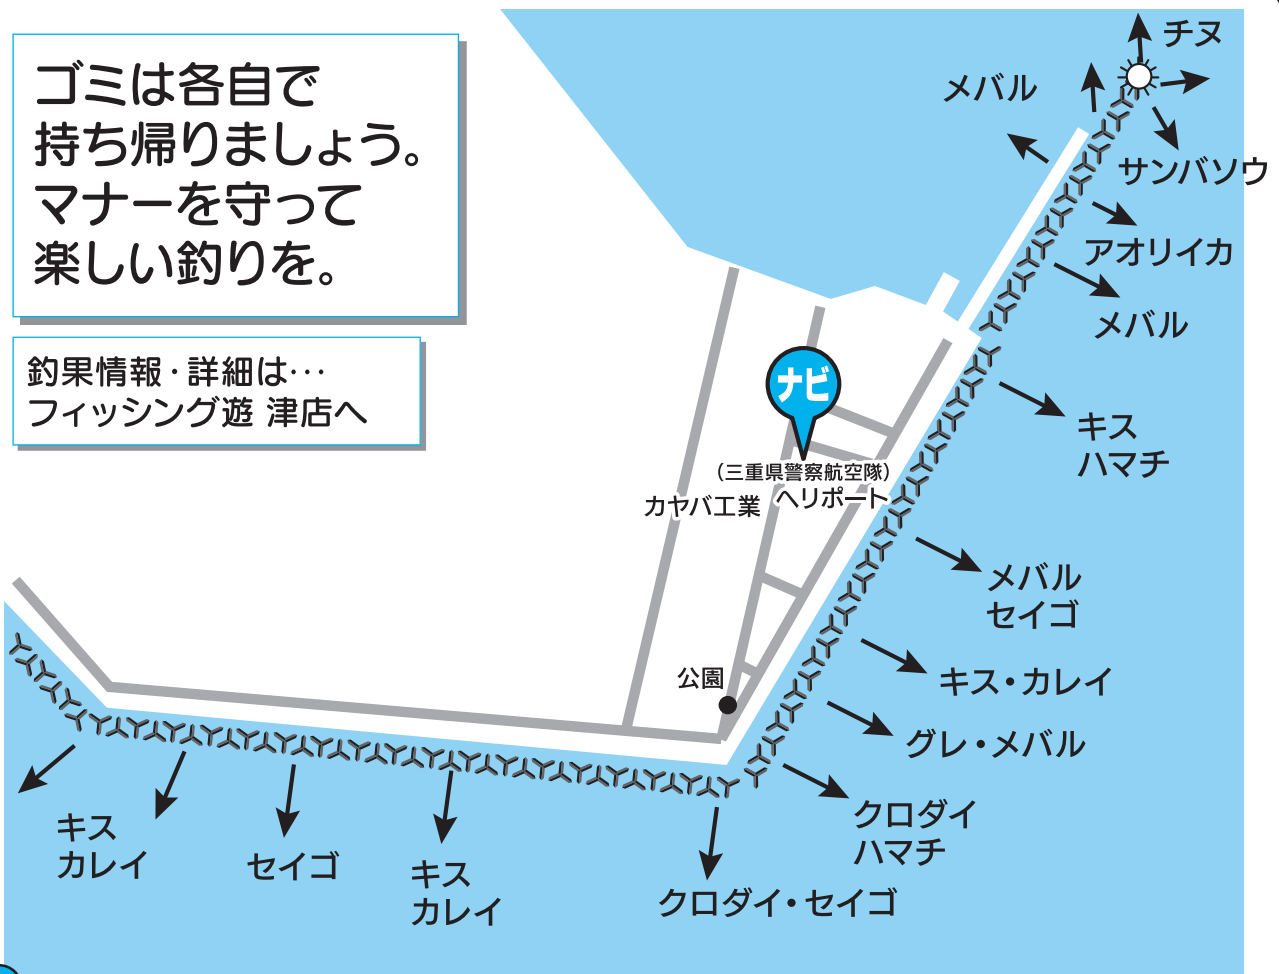 ゴミは各自で
持ち帰りましょう。
マナーを守って
楽しい釣りを。
釣果情報・詳細は…
フィッシング遊 津店へ
チヌ
メバル
サンバソウ
アオリイカ
メバル
ナビ
キス
ハマチ
(三重県警察航空隊)
ヘリポート
カヤバ工業
メバル
セイゴ
公園
キス・カレイ
グレ・メバル
クロダイ
ハマチ
キス
カレイ
セイゴ
キス
カレイ
クロダイ・セイゴ